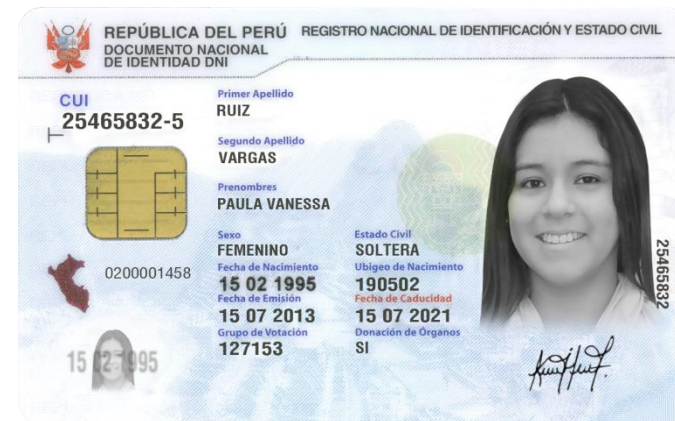 REPÚBLICA DEL PERÚ REGISTRO NACIONAL DE IDENTIFICACIÓN Y ESTADO CIVIL
DOCUMENTO NACIONAL
DE IDENTIDAD DNI
CUI
25465832-5
Primer Apellido
RUIZ
Segundo Apellido
VARGAS
Prenombres
PAULA VANESSA
Sexo Estado Civil
FEMENINO SOLTERA
Fecha de Nacimiento Ubigeo de Nacimiento
15 02 1995 190502
Fecha de Emisión Fecha de Caducidad
15 07 2013 15 07 2021
Grupo de Votación Donación de Órganos
127153 SI
0200001458
15 02 1995
25465832